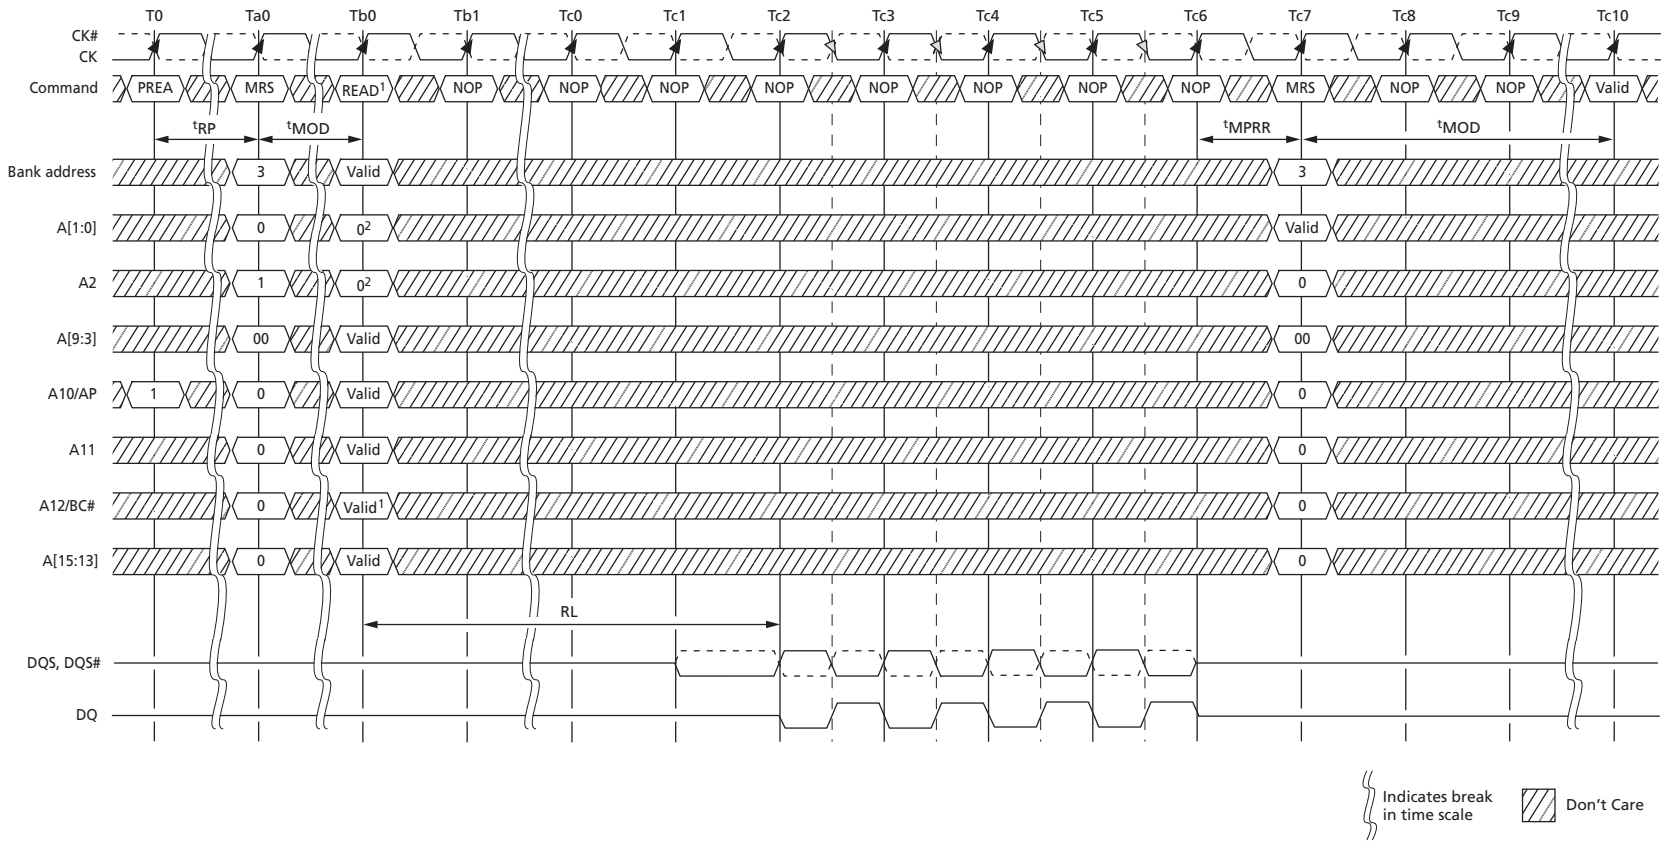 T0 Ta0 Tb0 Tb1 Tc0 Tc1 Tc2 Tc3 Tc4 Tc5 Tc6 Tc7 Tc8 Tc9 Tc10
CK#
CK
Command PREA MRS READ¹ NOP NOP NOP NOP NOP NOP NOP NOP MRS NOP NOP Valid
tRP tMOD tMPRR tMOD
Bank address 3 Valid 3
A[1:0] 0 0² Valid
A2 1 0² 0
A[9:3] 00 Valid 00
A10/AP 1 0 Valid 0
A11 0 Valid 0
A12/BC# 0 Valid¹ 0
A[15:13] 0 Valid 0
RL
DQS, DQS#
DQ
Indicates break
in time scale
Don't Care